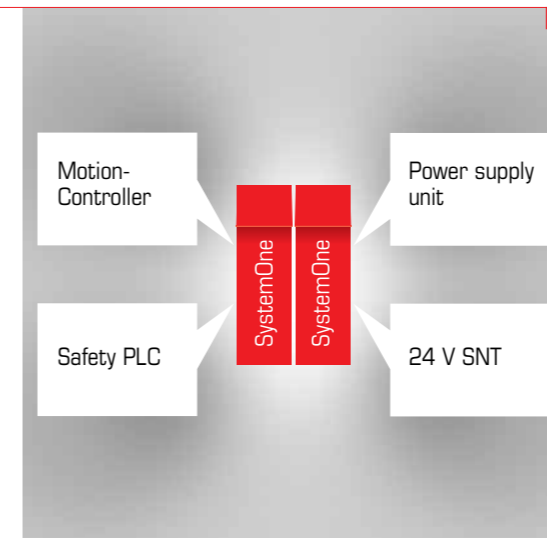 Motion-
Controller
Power supply
unit
SystemOne
SystemOne
Safety PLC
24 V SNT